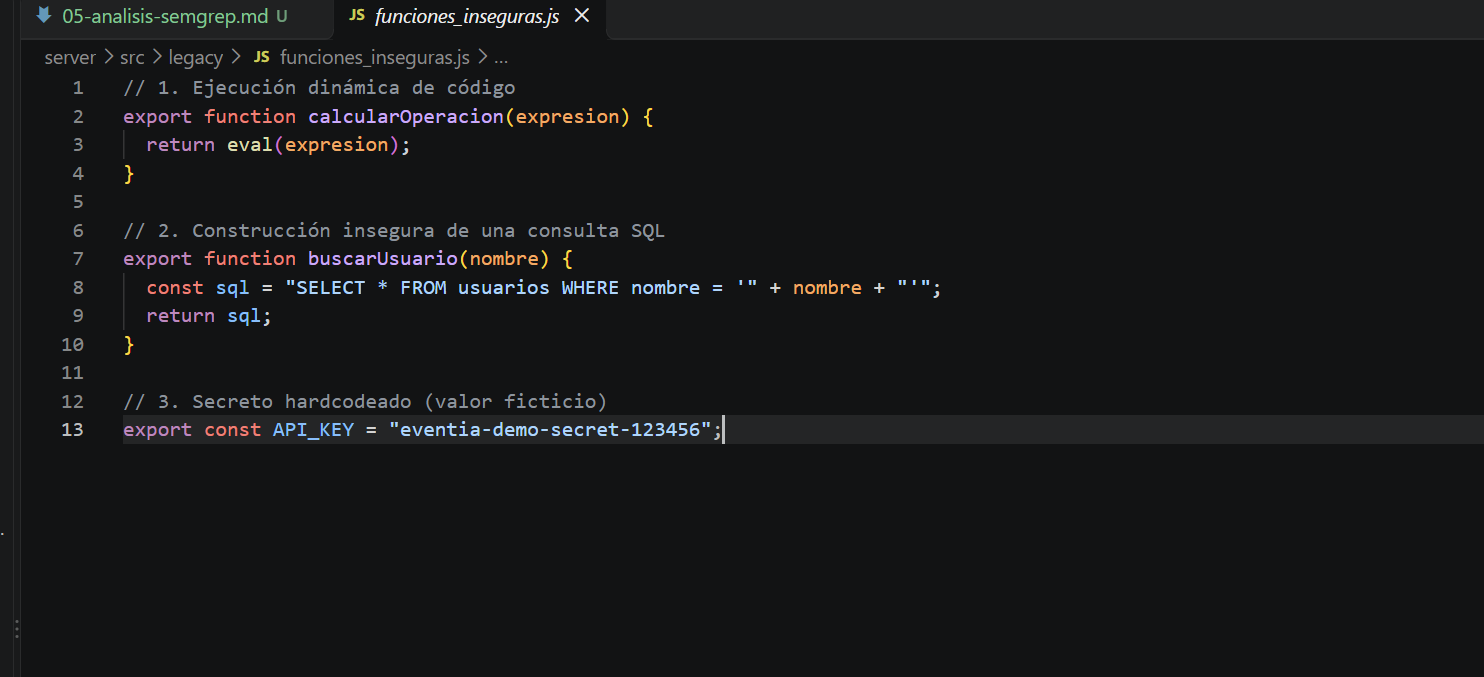 05-analisis-semgrep.md U
JS funciones_inseguras.js
server > src > legacy > JS funciones_inseguras.js > ...
1 // 1. Ejecución dinámica de código
2 export function calcularOperacion(expresion) {
3 return eval(expresion);
4 }
5
6 // 2. Construcción insegura de una consulta SQL
7 export function buscarUsuario(nombre) {
8 const sql = "SELECT * FROM usuarios WHERE nombre = '" + nombre + "'";
9 return sql;
10 }
11
12 // 3. Secreto hardcodeado (valor ficticio)
13 export const API_KEY = "eventia-demo-secret-123456";